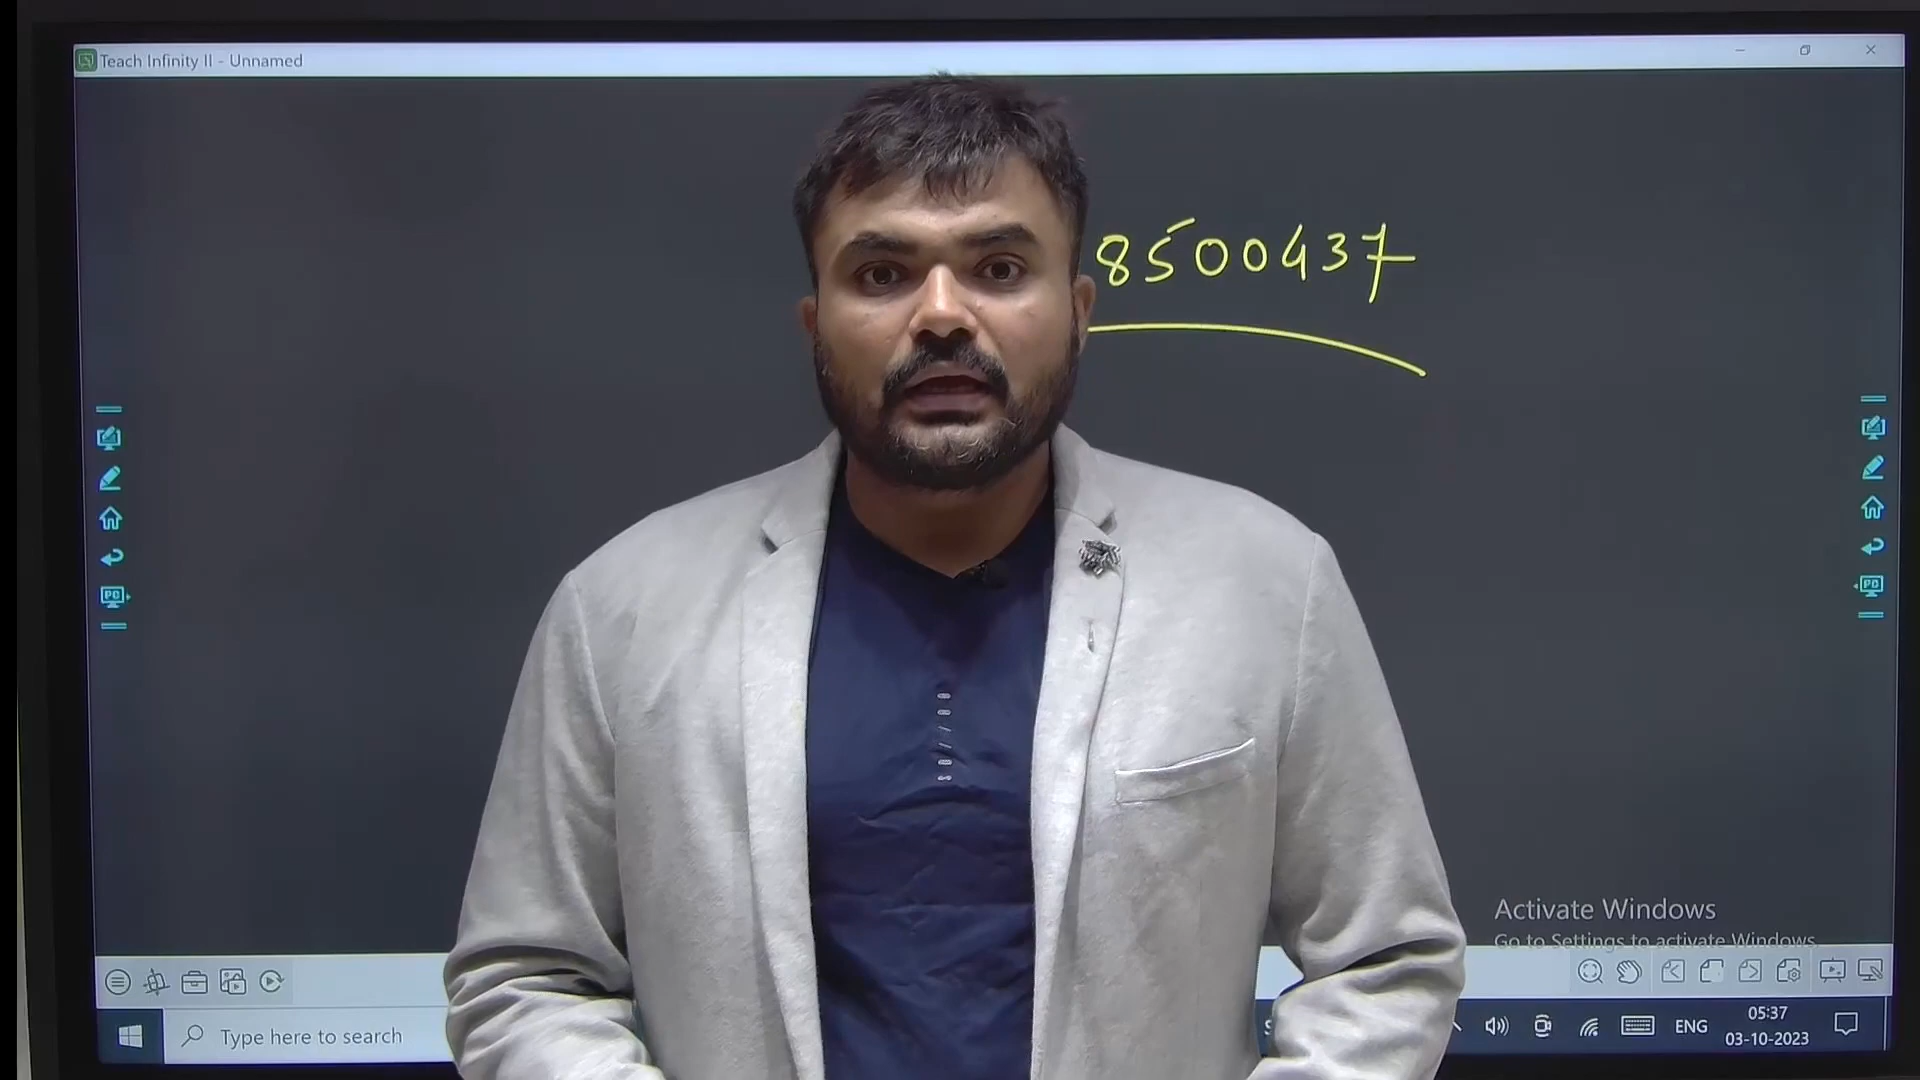 Teach Infinity II - Unnamed
8500437
Activate Windows
Go to Settings to activate Windows.
Type here to search
ENG
05:37
03-10-2023